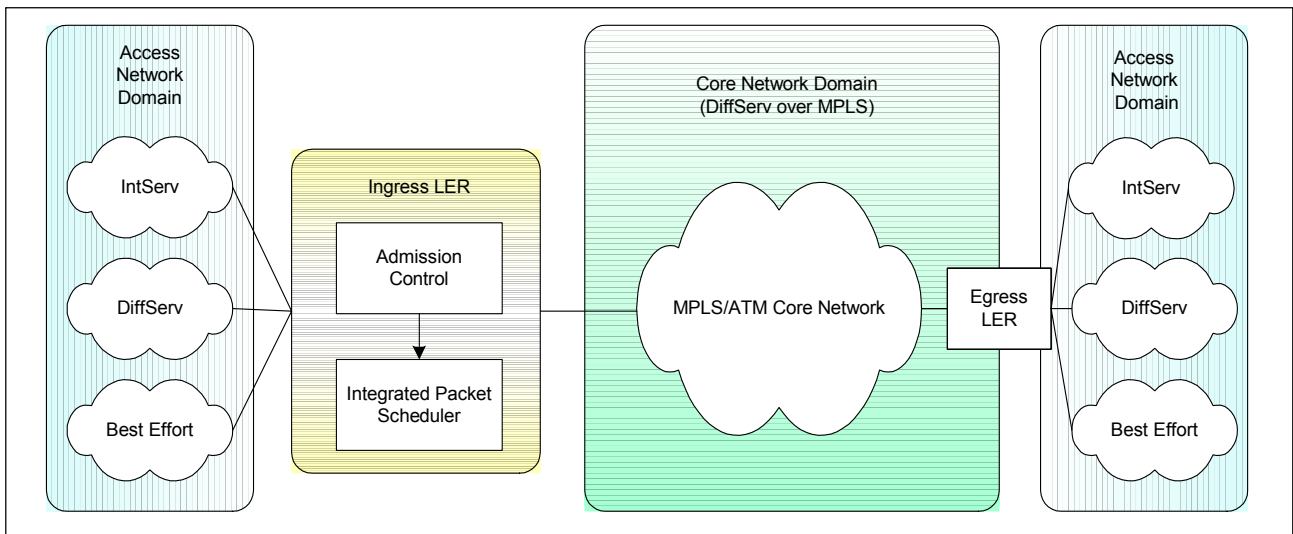 Access
Network
Domain
IntServ
DiffServ
Best Effort
Ingress LER
Admission
Control
Integrated Packet
Scheduler
Core Network Domain
(DiffServ over MPLS)
MPLS/ATM Core Network
Egress
LER
Access
Network
Domain
IntServ
DiffServ
Best Effort